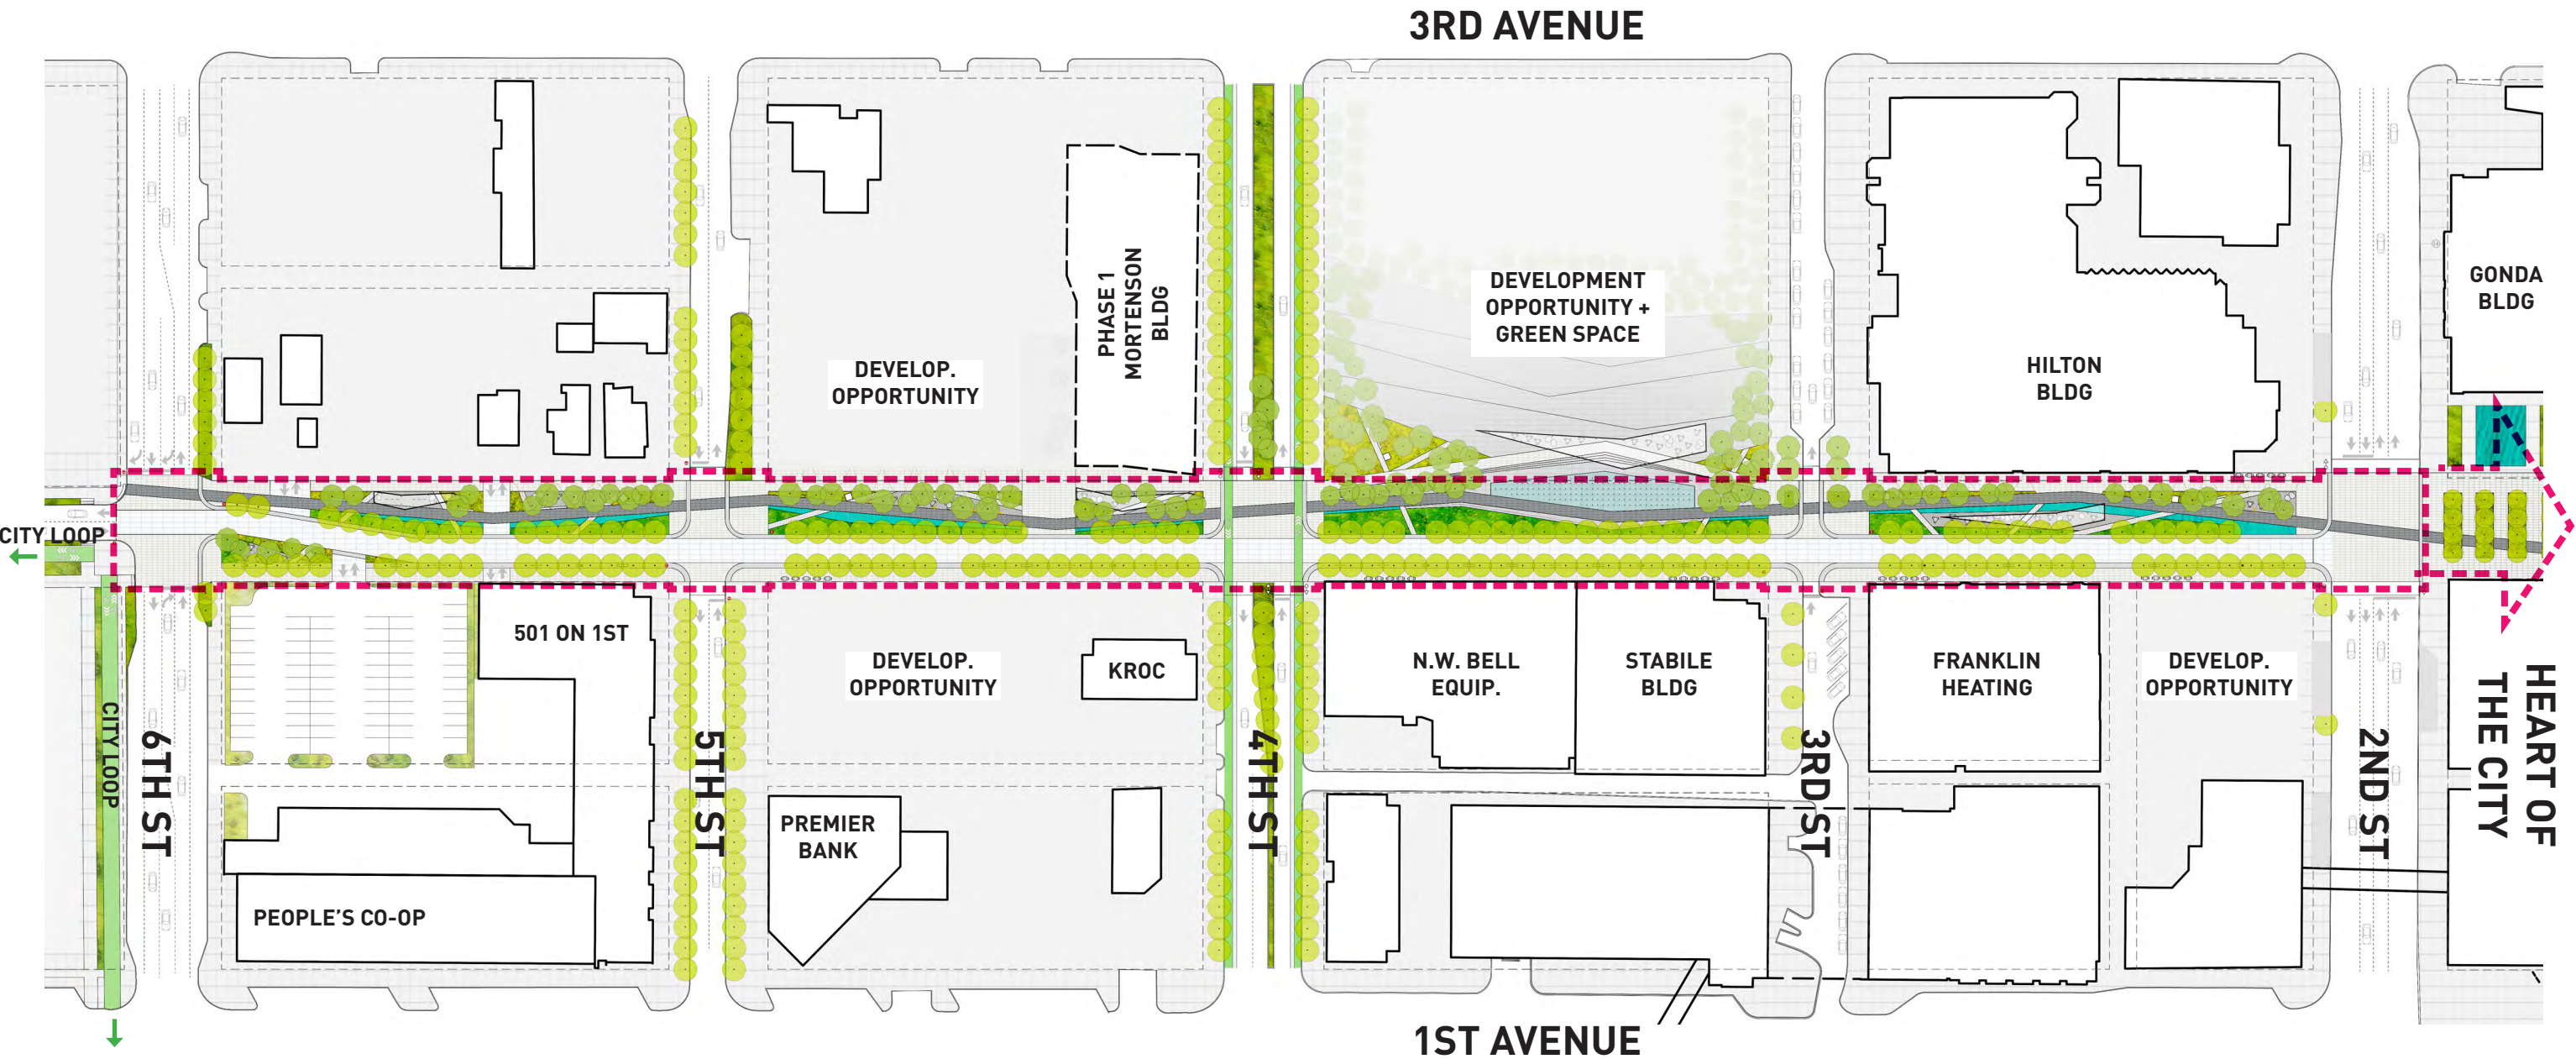 3RD AVENUE
GONDA
BLDG
DEVELOPMENT
OPPORTUNITY +
GREEN SPACE
PHASE 1
MORTENSON
BLDG
HILTON
BLDG
DEVELOP.
OPPORTUNITY
CITY LOOP
501 ON 1ST
DEVELOP.
OPPORTUNITY
KROC
N.W. BELL
EQUIP.
STABILE
BLDG
FRANKLIN
HEATING
DEVELOP.
OPPORTUNITY
HEART OF
THE CITY
CITY LOOP
6TH ST
5TH ST
4TH ST
3RD ST
2ND ST
PREMIER
BANK
PEOPLE'S CO-OP
1ST AVENUE